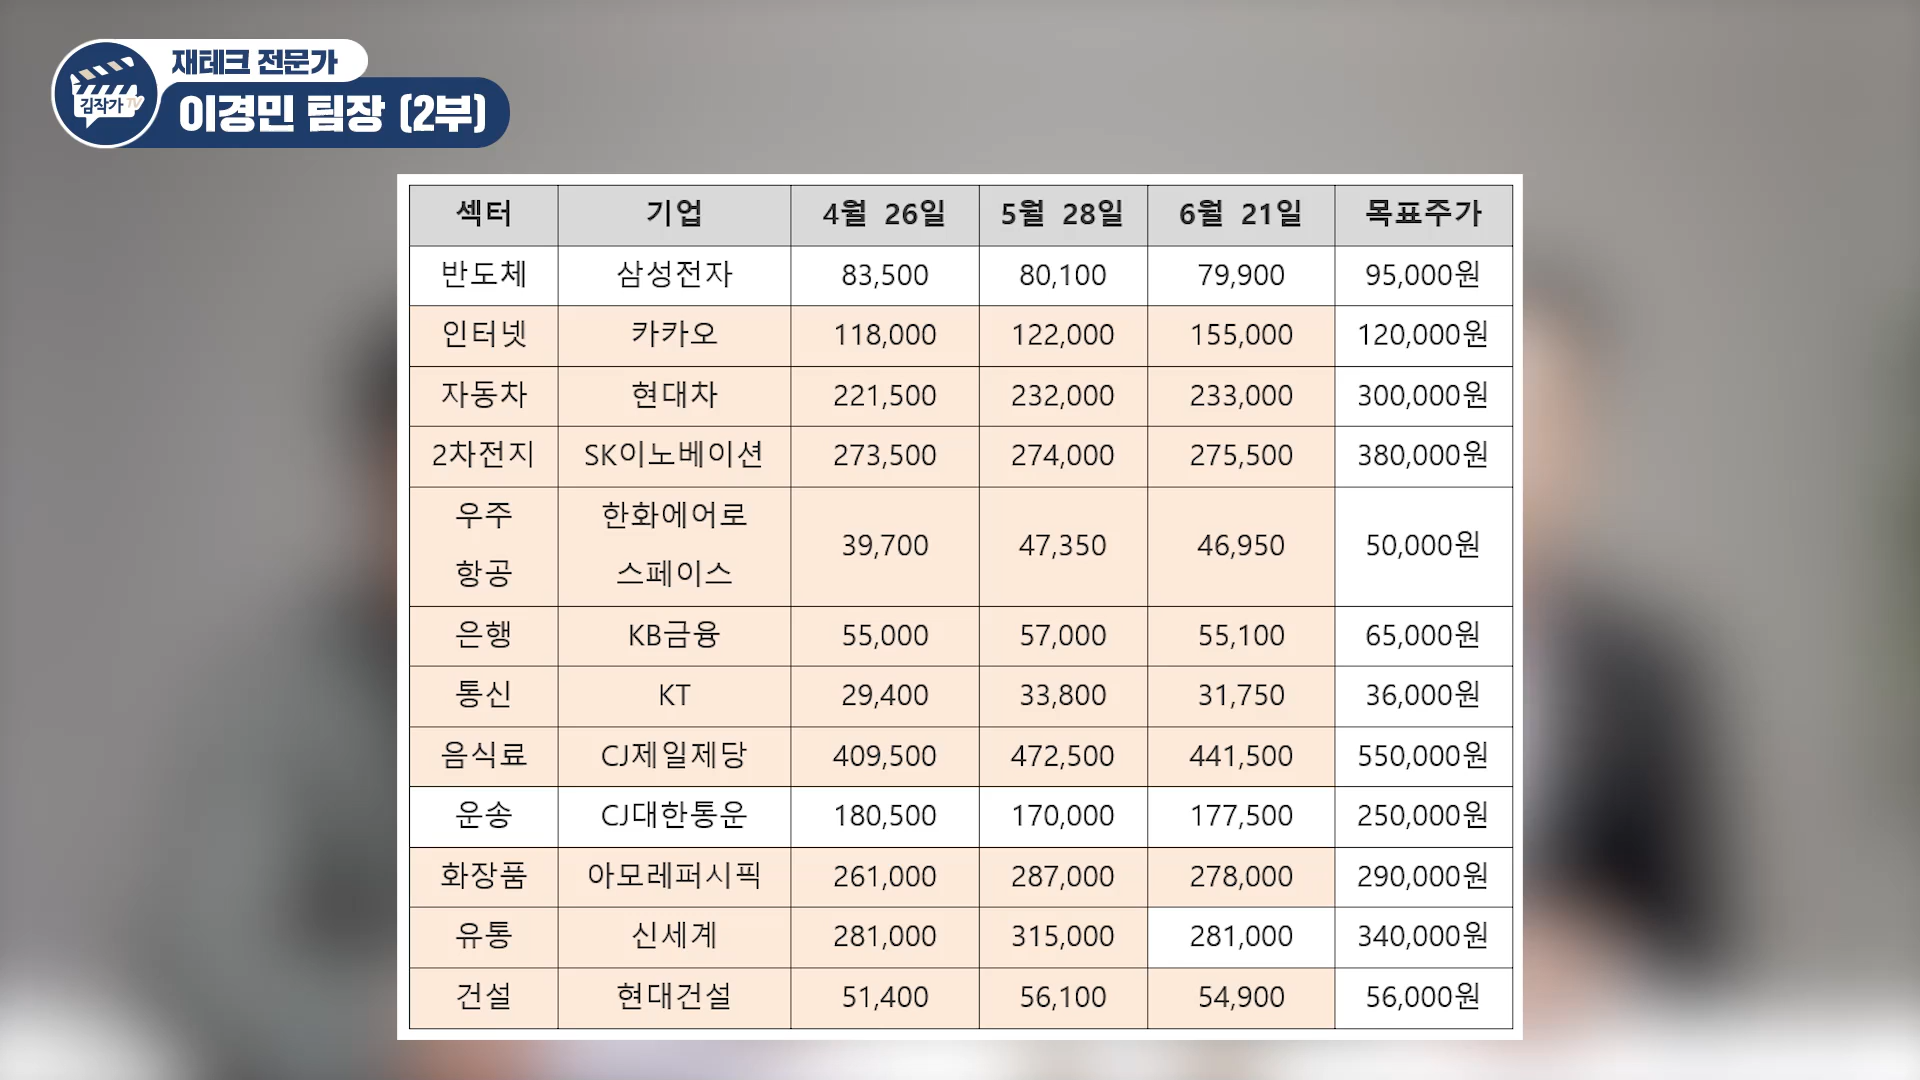 재테크 전문가
김작가 TV
이경민 팀장 (2부)
섹터 기업 4월 26일 5월 28일 6월 21일 목표주가
반도체 삼성전자 83,500 80,100 79,900 95,000원
인터넷 카카오 118,000 122,000 155,000 120,000원
자동차 현대차 221,500 232,000 233,000 300,000원
2차전지 SK이노베이션 273,500 274,000 275,500 380,000원
우주 한화에어로
39,700 47,350 46,950 50,000원
항공 스페이스
은행 KB금융 55,000 57,000 55,100 65,000원
통신 KT 29,400 33,800 31,750 36,000원
음식료 CJ제일제당 409,500 472,500 441,500 550,000원
운송 CJ대한통운 180,500 170,000 177,500 250,000원
화장품 아모레퍼시픽 261,000 287,000 278,000 290,000원
유통 신세계 281,000 315,000 281,000 340,000원
건설 현대건설 51,400 56,100 54,900 56,000원